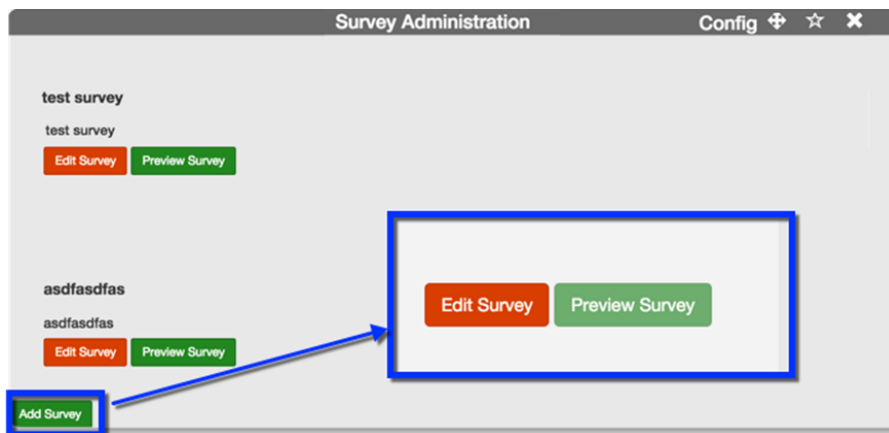 Survey Administration Config
test survey
test survey
Edit Survey Preview Survey
asdfasdfas
asdfasdfas
Edit Survey Preview Survey
Edit Survey Preview Survey
Add Survey